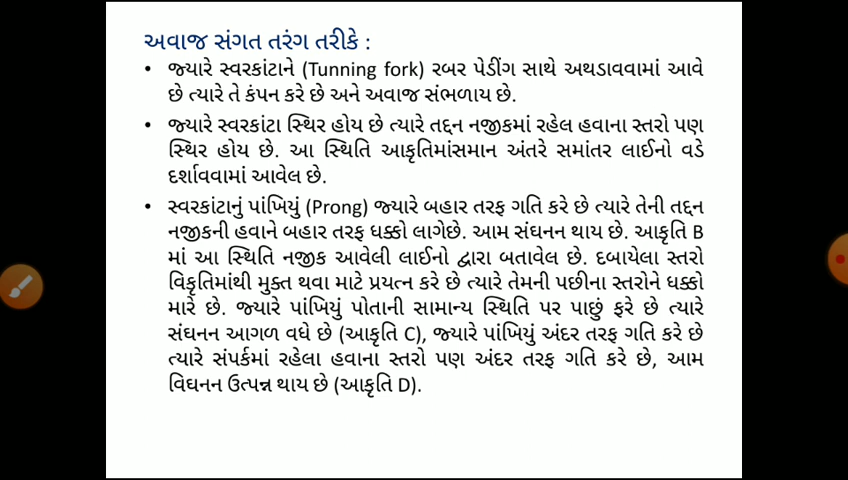 અવાજ સંગત તરંગ તરીકે :
• જ્યારે સ્વરકાંટાને (Tunning fork) રબર પેડીંગ સાથે અથડાવવામાં આવે
છે ત્યારે તે કંપન કરે છે અને અવાજ સંભળાય છે.
• જ્યારે સ્વરકાંટા સ્થિર હોય છે ત્યારે તદ્દન નજીકમાં રહેલ હવાના સ્તરો પણ
સ્થિર હોય છે. આ સ્થિતિ આકૃતિમાંસમાન અંતરે સમાંતર લાઈનો વડે
દર્શાવવામાં આવેલ છે.
• સ્વરકાંટાનું પાંખિયું (Prong) જ્યારે બહાર તરફ ગતિ કરે છે ત્યારે તેની તદ્દન
નજીકની હવાને બહાર તરફ ધક્કો લાગેછે. આમ સંઘનન થાય છે. આકૃતિ B
માં આ સ્થિતિ નજીક આવેલી લાઈનો દ્વારા બતાવેલ છે. દબાયેલા સ્તરો
વિકૃતિમાંથી મુક્ત થવા માટે પ્રયત્ન કરે છે ત્યારે તેમની પછીના સ્તરોને ધક્કો
મારે છે. જ્યારે પાંખિયું પોતાની સામાન્ય સ્થિતિ પર પાછું ફરે છે ત્યારે
સંઘનન આગળ વધે છે (આકૃતિ C), જ્યારે પાંખિયું અંદર તરફ ગતિ કરે છે
ત્યારે સંપર્કમાં રહેલા હવાના સ્તરો પણ અંદર તરફ ગતિ કરે છે, આમ
વિઘનન ઉત્પન્ન થાય છે (આકૃતિ D).